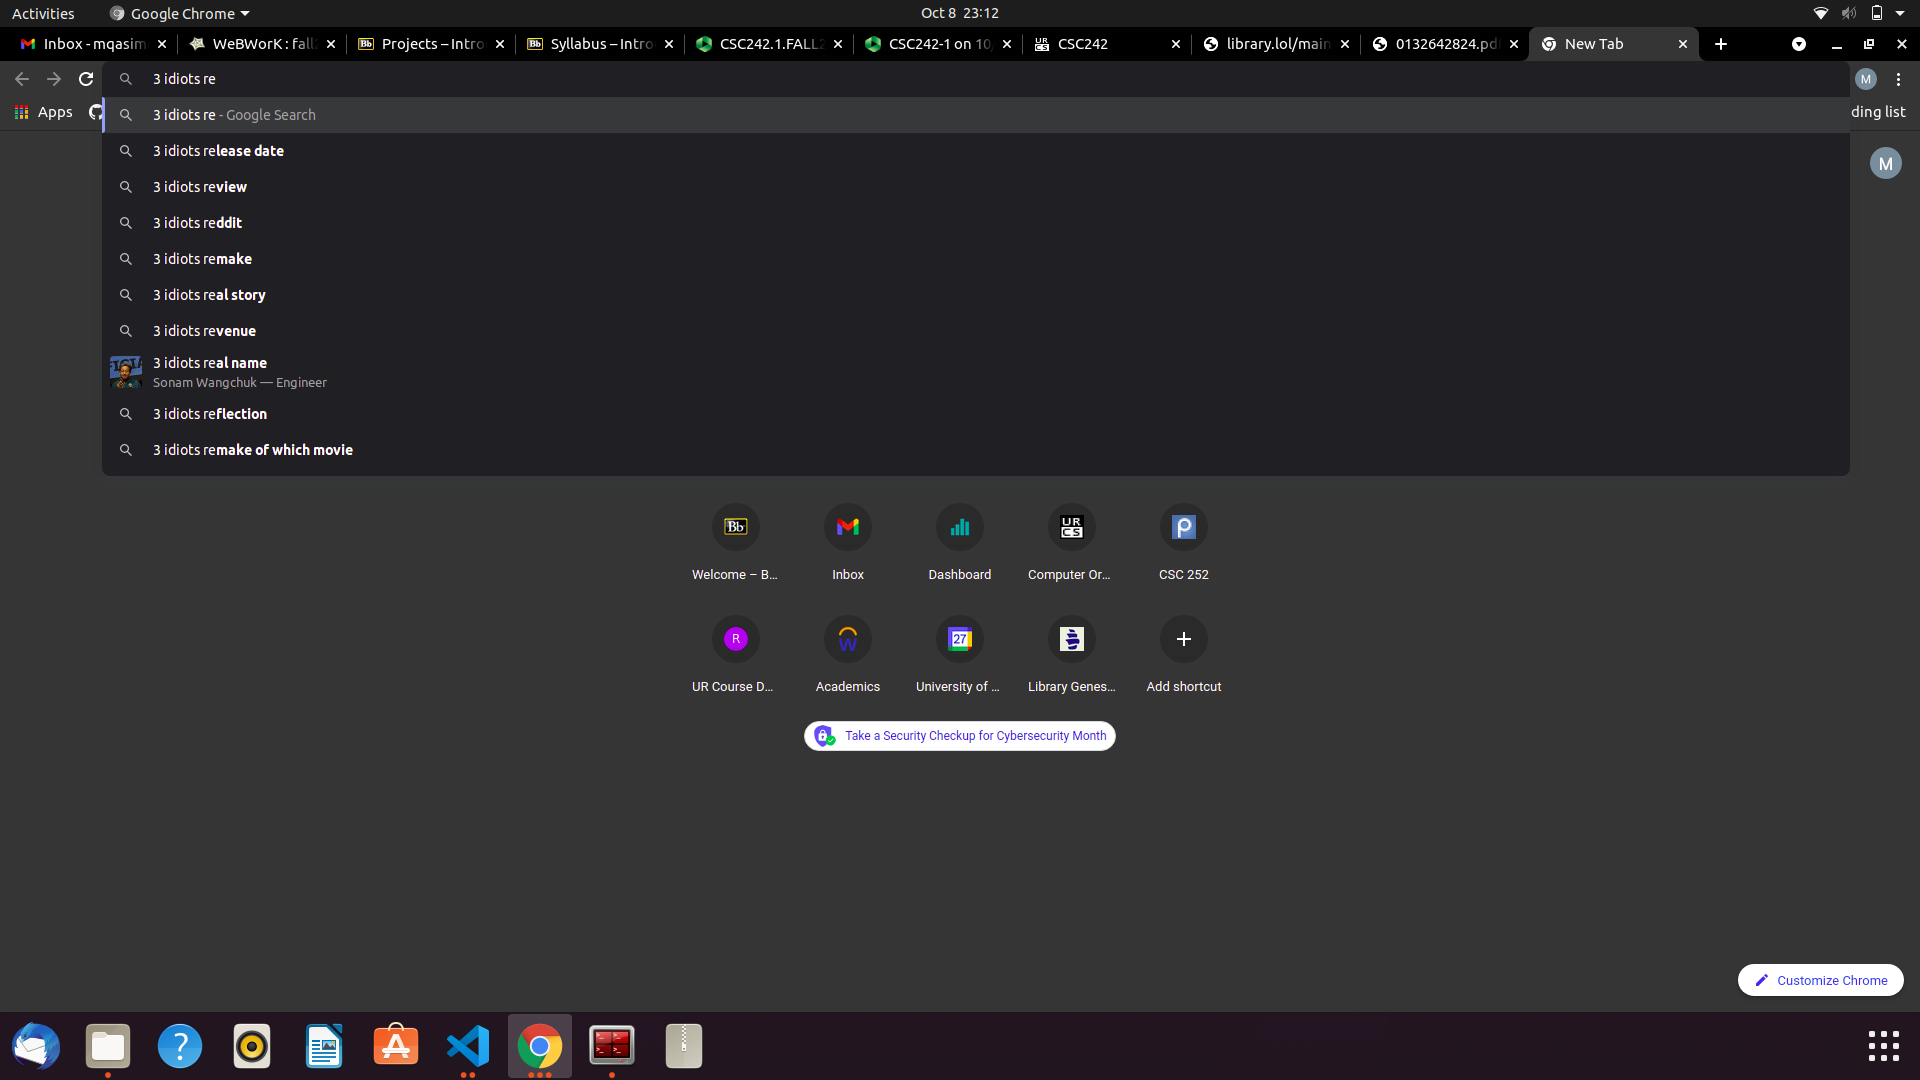 Activities
Google Chrome
Oct 8 23:12
Inbox - mqasim
WeBWorK : fall
Projects – Intro
Syllabus – Intro
CSC242.1.FALL
CSC242-1 on 10
CSC242
library.lol/main
0132642824.pd
New Tab
3 idiots re
M
Apps
ding list
3 idiots re - Google Search
3 idiots release date
3 idiots review
M
3 idiots reddit
3 idiots remake
3 idiots real story
3 idiots revenue
3 idiots real name
Sonam Wangchuk — Engineer
3 idiots reflection
3 idiots remake of which movie
Bb
UR
CS
Welcome – B...
Inbox
Dashboard
Computer Or...
CSC 252
R
27
UR Course D...
Academics
University of ...
Library Genes...
Add shortcut
Take a Security Checkup for Cybersecurity Month
Customize Chrome